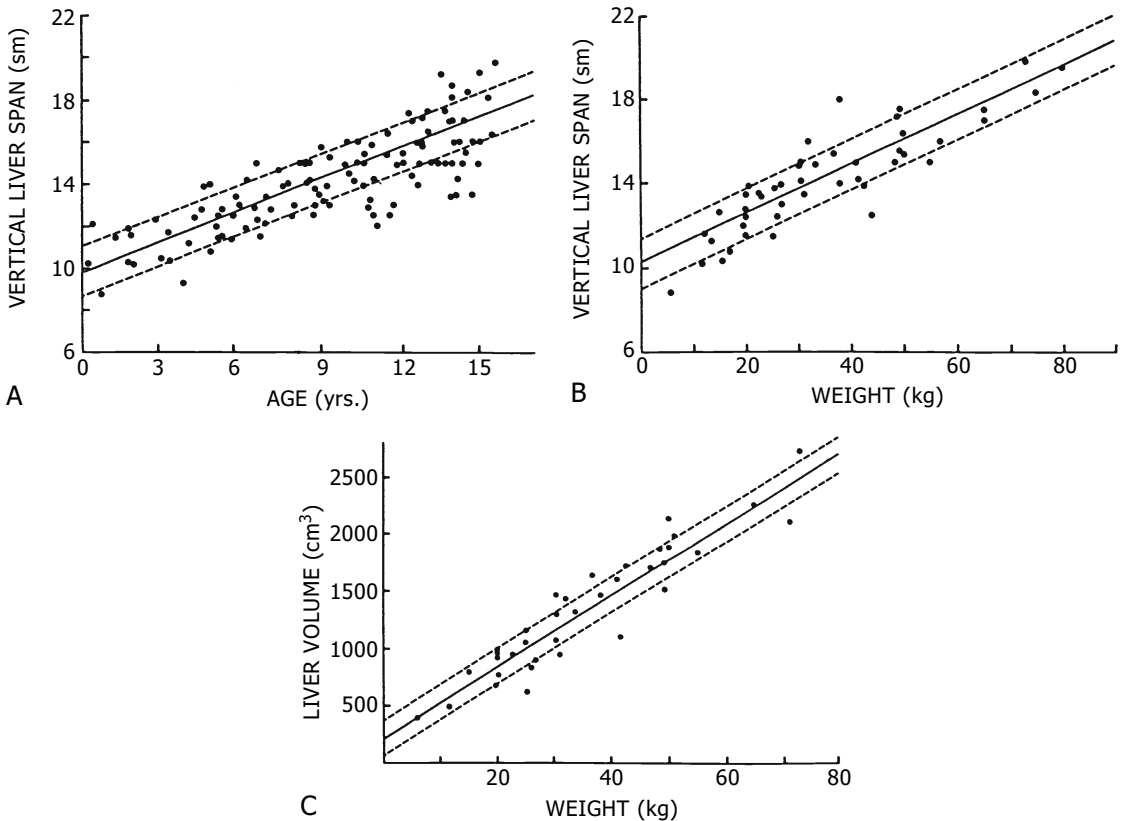 22
18
14
10
6
VERTICAL LIVER SPAN (sm)
0 3 6 9 12 15
AGE (yrs.)
A
22
18
14
10
6
VERTICAL LIVER SPAN (sm)
0 20 40 60 80
WEIGHT (kg)
B
2500
2000
1500
1000
500
LIVER VOLUME (cm³)
20 40 60 80
WEIGHT (kg)
C